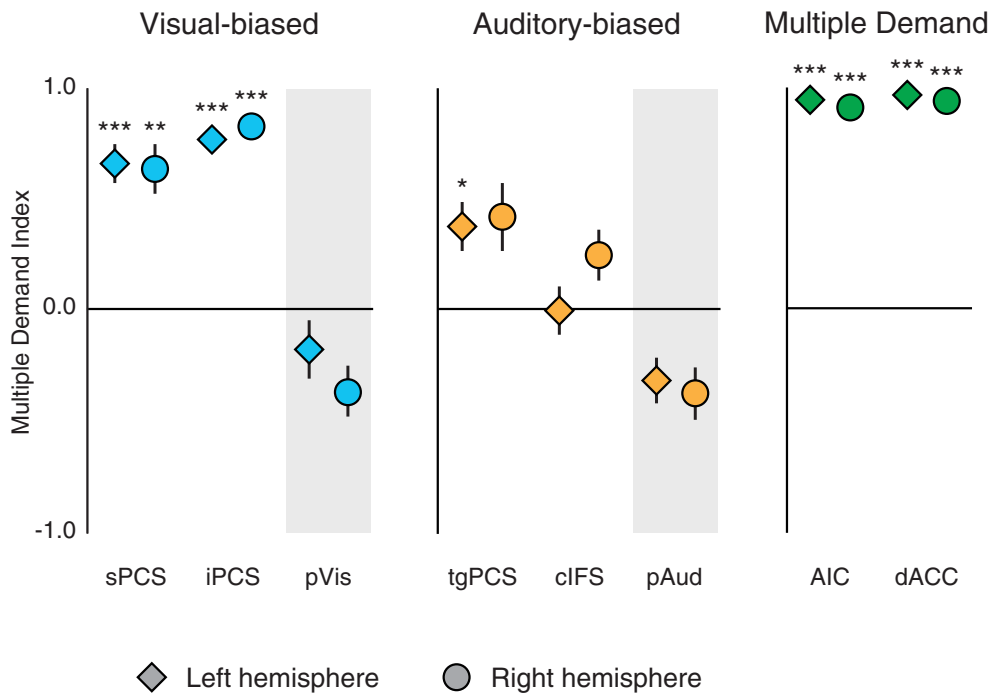 Visual-biased
Auditory-biased
Multiple Demand
Multiple Demand Index
1.0
0.0
-1.0
*** ** *** ***
*
*** *** *** ***
sPCS iPCS pVis
tgPCS cIFS pAud
AIC dACC
Left hemisphere Right hemisphere